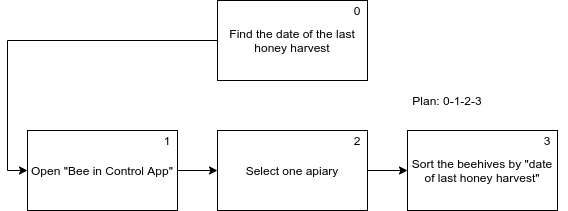 0
Find the date of the last
honey harvest
Plan: 0-1-2-3
1
Open "Bee in Control App"
2
Select one apiary
3
Sort the beehives by "date
of last honey harvest"